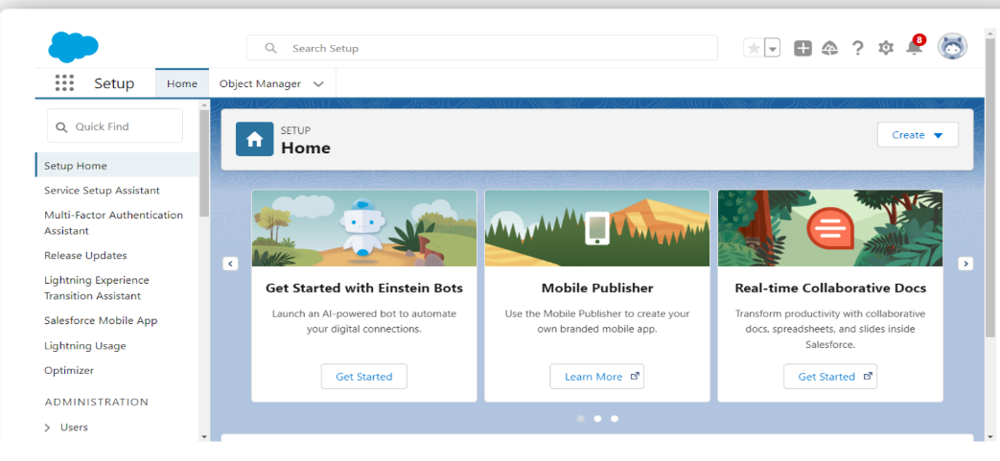 Search Setup
8
Setup
Home
Object Manager
Quick Find
Setup Home
Service Setup Assistant
Multi-Factor Authentication
Assistant
Release Updates
Lightning Experience
Transition Assistant
Salesforce Mobile App
Lightning Usage
Optimizer
ADMINISTRATION
Users
SETUP
Home
Create
Get Started with Einstein Bots
Launch an AI-powered bot to automate
your digital connections.
Get Started
Mobile Publisher
Use the Mobile Publisher to create your
own branded mobile app.
Learn More
Real-time Collaborative Docs
Transform productivity with collaborative
docs, spreadsheets, and slides inside
Salesforce.
Get Started